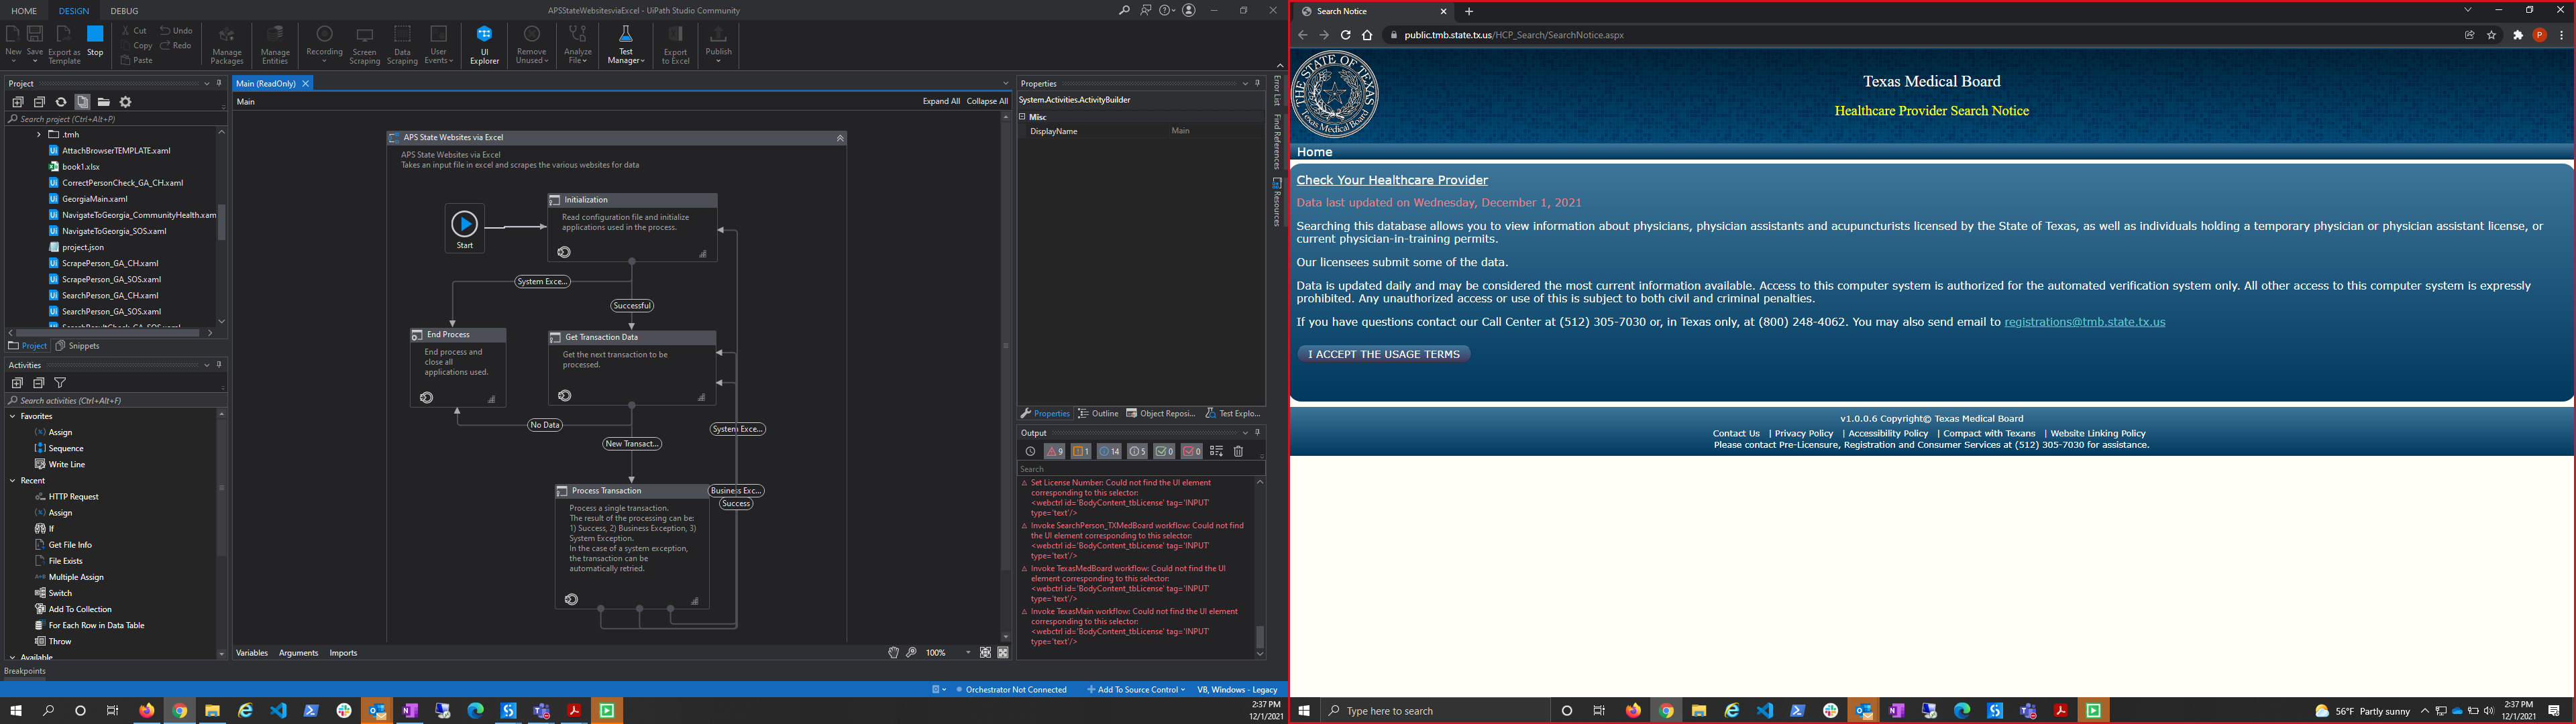 HOME DESIGN DEBUG
APSStateWebsitesviaExcel - UiPath Studio Community
New
Save
Export as Template
Stop
Cut
Copy
Paste
Undo
Redo
Manage Packages
Manage Entities
Recording
Screen Scraping
Data Scraping
User Events
UI Explorer
Remove Unused
Analyze File
Test Manager
Export to Excel
Publish
Project
Search project (Ctrl+Alt+P)
.tmh
AttachBrowserTEMPLATE.xaml
book1.xlsx
CorrectPersonCheck_GA_CH.xaml
GeorgiaMain.xaml
NavigateToGeorgia_CommunityHealth.xam
NavigateToGeorgia_SOS.xaml
project.json
ScrapePerson_GA_CH.xaml
ScrapePerson_GA_SOS.xaml
SearchPerson_GA_CH.xaml
SearchPerson_GA_SOS.xaml
SearchResultCheck_GA_SOS.xaml
Project Snippets
Activities
Search activities (Ctrl+Alt+F)
Favorites
Assign
Sequence
Write Line
Recent
HTTP Request
Assign
If
Get File Info
File Exists
Multiple Assign
Switch
Add To Collection
For Each Row in Data Table
Throw
Available
Breakpoints
Main (ReadOnly)
Main
Expand All Collapse All
APS State Websites via Excel
APS State Websites via Excel
Takes an input file in excel and scrapes the various websites for data
Start
Initialization
Read configuration file and initialize
applications used in the process.
System Exce...
Successful
End Process
End process and
close all
applications used.
Get Transaction Data
Get the next transaction to be
processed.
No Data
New Transact...
System Exce...
Process Transaction
Business Exc...
Success
Process a single transaction.
The result of the processing can be:
1) Success, 2) Business Exception, 3)
System Exception.
In the case of a system exception,
the transaction can be
automatically retried.
Variables Arguments Imports
100%
Properties
System.Activities.ActivityBuilder
Misc
DisplayName Main
Properties Outline Object Reposi... Test Explo...
Error List
Find References
Resources
Output
9 1 14 5 0 0
Search
Set License Number: Could not find the UI element
corresponding to this selector:
<webctrl id='BodyContent_tbLicense' tag='INPUT'
type='text'/>
Invoke SearchPerson_TXMedBoard workflow: Could not find
the UI element corresponding to this selector:
<webctrl id='BodyContent_tbLicense' tag='INPUT'
type='text'/>
Invoke TexasMedBoard workflow: Could not find the UI
element corresponding to this selector:
<webctrl id='BodyContent_tbLicense' tag='INPUT'
type='text'/>
Invoke TexasMain workflow: Could not find the UI element
corresponding to this selector:
<webctrl id='BodyContent_tbLicense' tag='INPUT'
type='text'/>
Orchestrator Not Connected Add To Source Control VB, Windows - Legacy
2:37 PM
12/1/2021
Search Notice
public.tmb.state.tx.us/HCP_Search/SearchNotice.aspx
P
THE STATE OF TEXAS
Texas Medical Board
Texas Medical Board
Healthcare Provider Search Notice
Home
Check Your Healthcare Provider
Data last updated on Wednesday, December 1, 2021
Searching this database allows you to view information about physicians, physician assistants and acupuncturists licensed by the State of Texas, as well as individuals holding a temporary physician or physician assistant license, or
current physician-in-training permits.
Our licensees submit some of the data.
Data is updated daily and may be considered the most current information available. Access to this computer system is authorized for the automated verification system only. All other access to this computer system is expressly
prohibited. Any unauthorized access or use of this is subject to both civil and criminal penalties.
If you have questions contact our Call Center at (512) 305-7030 or, in Texas only, at (800) 248-4062. You may also send email to registrations@tmb.state.tx.us
I ACCEPT THE USAGE TERMS
v1.0.0.6 Copyright© Texas Medical Board
Contact Us | Privacy Policy | Accessibility Policy | Compact with Texans | Website Linking Policy
Please contact Pre-Licensure, Registration and Consumer Services at (512) 305-7030 for assistance.
Type here to search
56°F Partly sunny
2:37 PM
12/1/2021